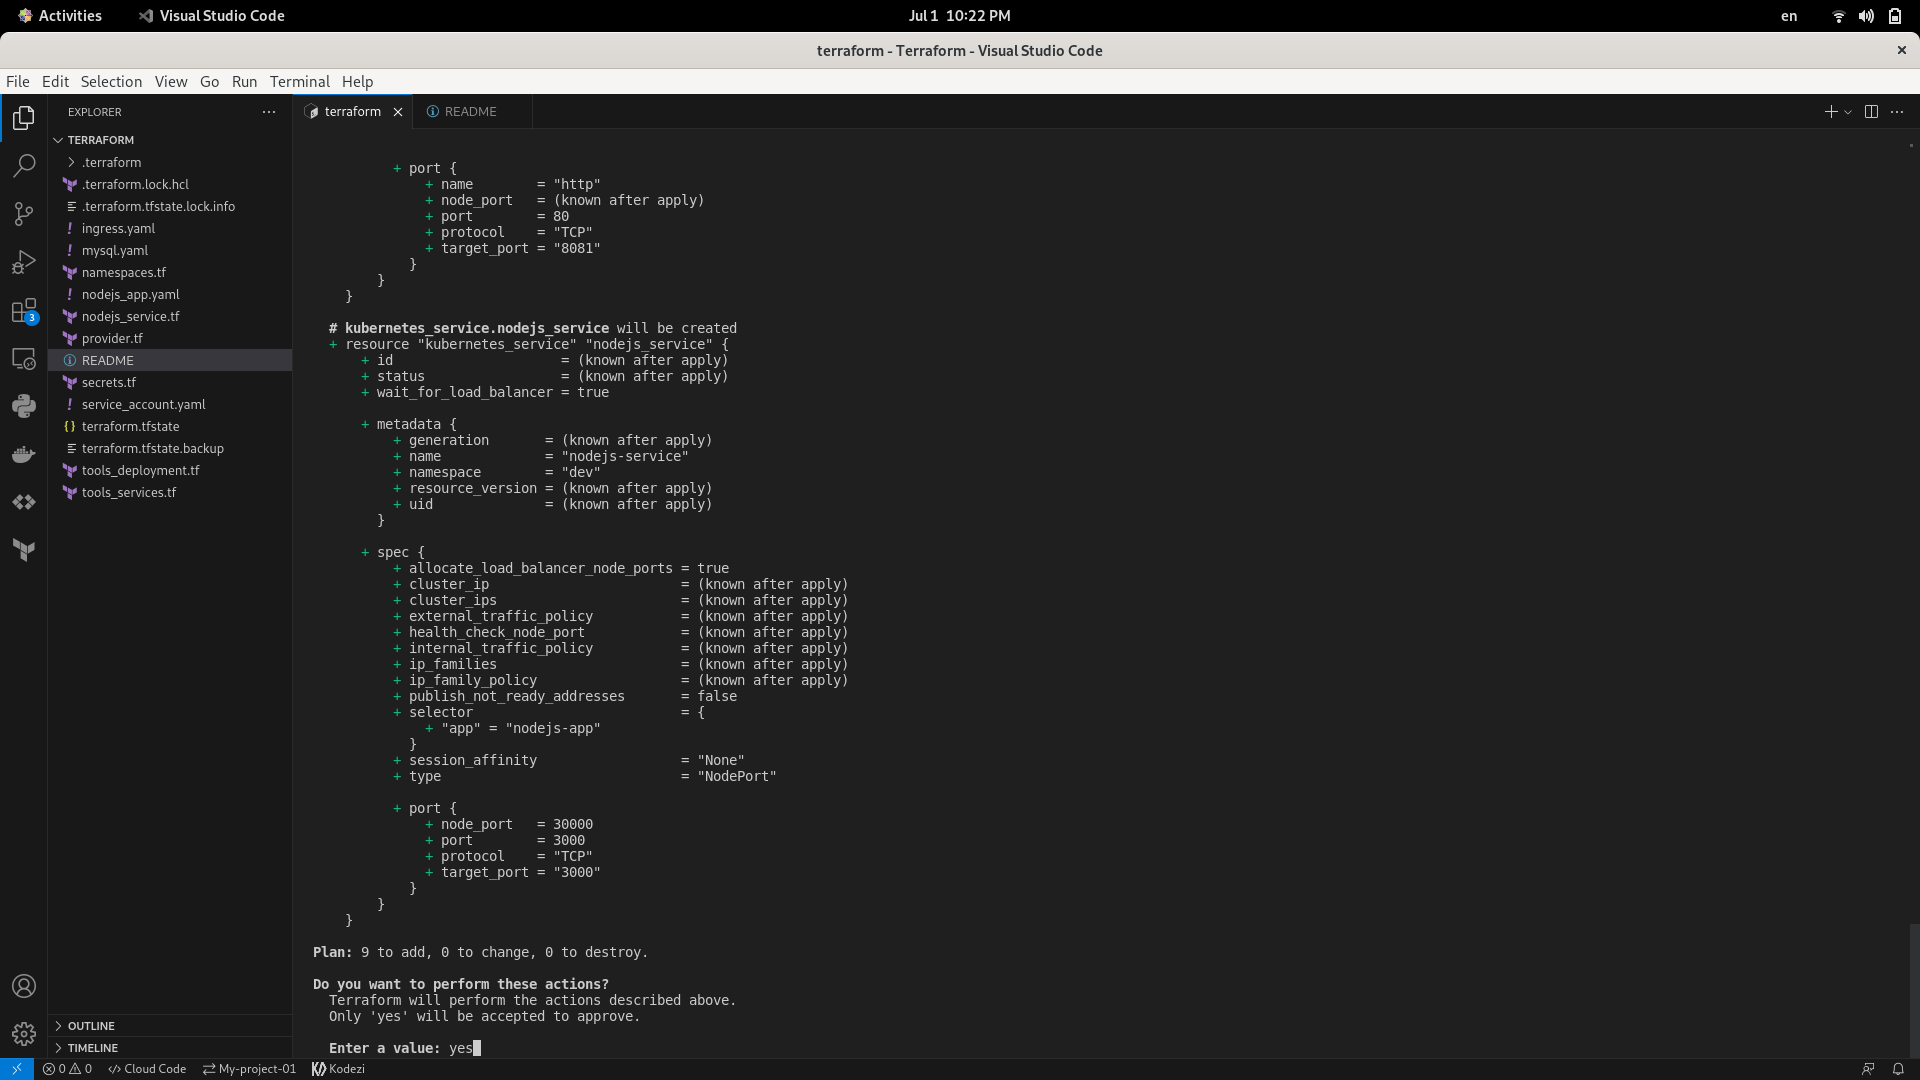 Activities
Visual Studio Code
Jul 1 10:22 PM
en
terraform - Terraform - Visual Studio Code
File Edit Selection View Go Run Terminal Help
EXPLORER
TERRAFORM
.terraform
.terraform.lock.hcl
.terraform.tfstate.lock.info
ingress.yaml
mysql.yaml
namespaces.tf
nodejs_app.yaml
nodejs_service.tf
provider.tf
README
secrets.tf
service_account.yaml
terraform.tfstate
terraform.tfstate.backup
tools_deployment.tf
tools_services.tf
OUTLINE
TIMELINE
3
terraform
README
+ port {
+ name = "http"
+ node_port = (known after apply)
+ port = 80
+ protocol = "TCP"
+ target_port = "8081"
}
}
}
# kubernetes_service.nodejs_service will be created
+ resource "kubernetes_service" "nodejs_service" {
+ id = (known after apply)
+ status = (known after apply)
+ wait_for_load_balancer = true
+ metadata {
+ generation = (known after apply)
+ name = "nodejs-service"
+ namespace = "dev"
+ resource_version = (known after apply)
+ uid = (known after apply)
}
+ spec {
+ allocate_load_balancer_node_ports = true
+ cluster_ip = (known after apply)
+ cluster_ips = (known after apply)
+ external_traffic_policy = (known after apply)
+ health_check_node_port = (known after apply)
+ internal_traffic_policy = (known after apply)
+ ip_families = (known after apply)
+ ip_family_policy = (known after apply)
+ publish_not_ready_addresses = false
+ selector = {
+ "app" = "nodejs-app"
}
+ session_affinity = "None"
+ type = "NodePort"
+ port {
+ node_port = 30000
+ port = 3000
+ protocol = "TCP"
+ target_port = "3000"
}
}
}
Plan: 9 to add, 0 to change, 0 to destroy.
Do you want to perform these actions?
Terraform will perform the actions described above.
Only 'yes' will be accepted to approve.
Enter a value: yes
0 0 Cloud Code My-project-01 Kodezi